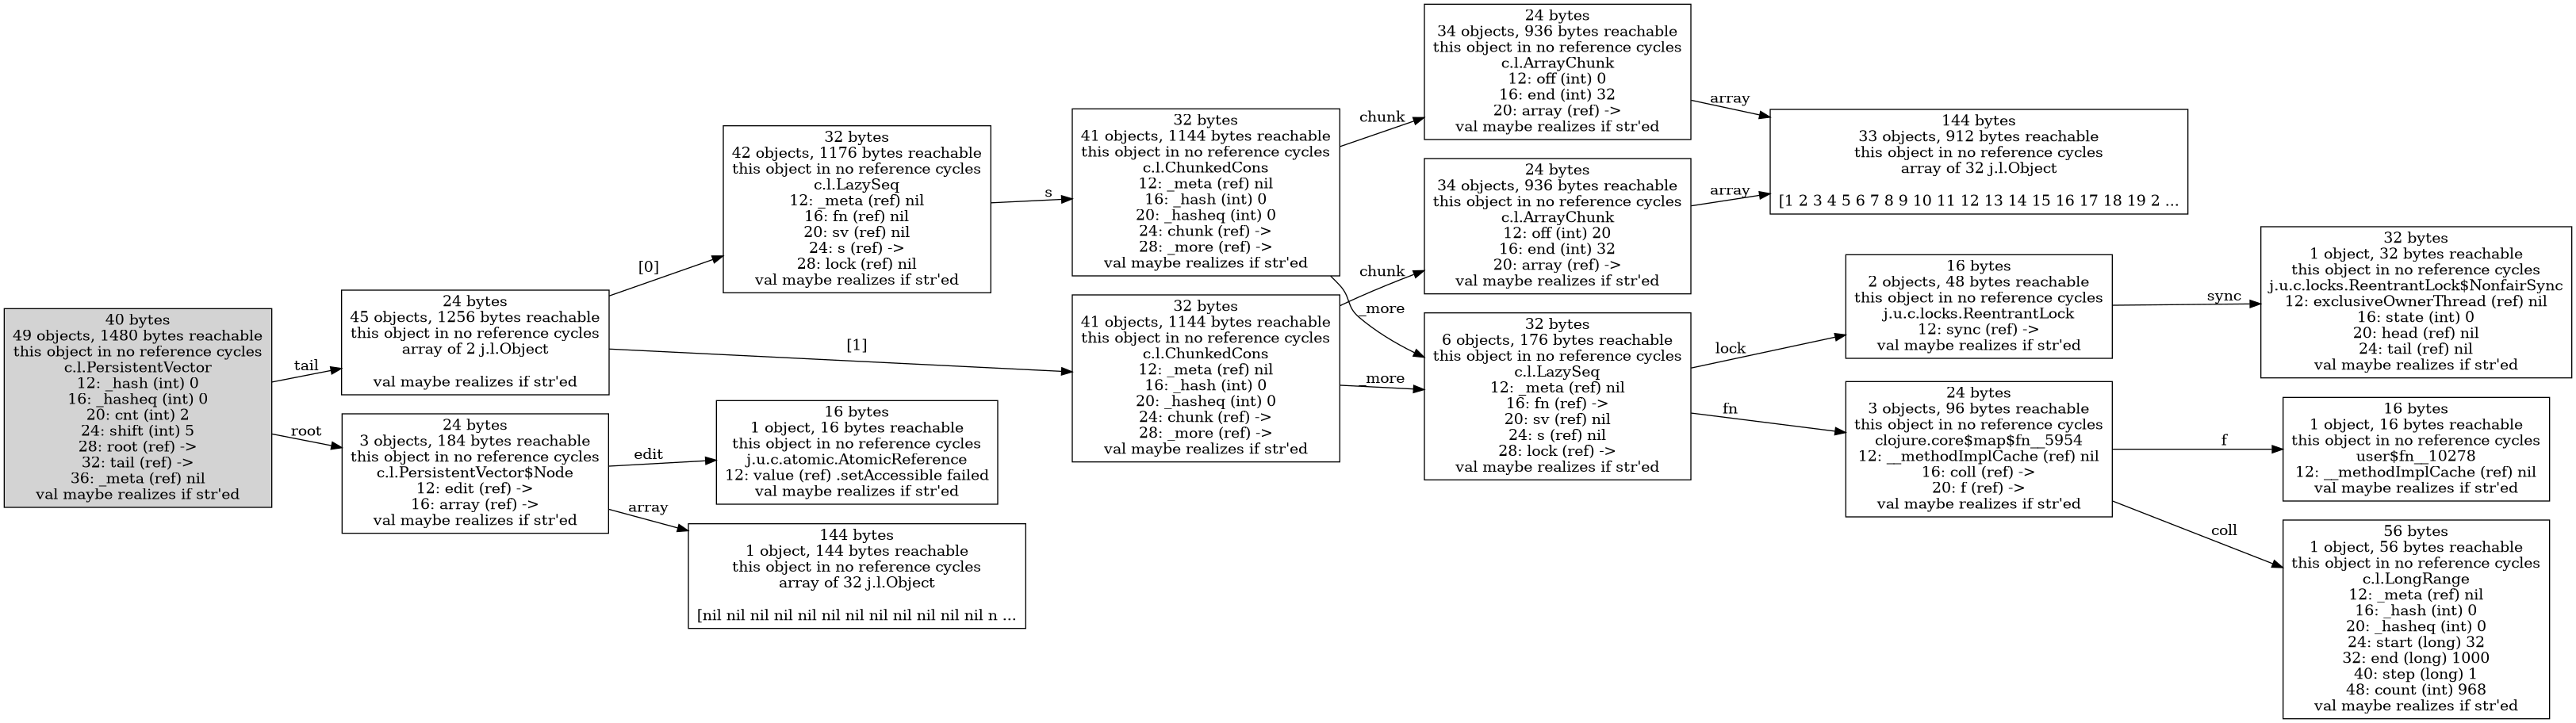 40 bytes
49 objects, 1480 bytes reachable
this object in no reference cycles
c.l.PersistentVector
12: _hash (int) 0
16: _hasheq (int) 0
20: cnt (int) 2
24: shift (int) 5
28: root (ref) ->
32: tail (ref) ->
36: _meta (ref) nil
val maybe realizes if str'ed
tail
root
24 bytes
45 objects, 1256 bytes reachable
this object in no reference cycles
array of 2 j.l.Object
val maybe realizes if str'ed
[0]
[1]
24 bytes
3 objects, 184 bytes reachable
this object in no reference cycles
c.l.PersistentVector$Node
12: edit (ref) ->
16: array (ref) ->
val maybe realizes if str'ed
edit
array
32 bytes
42 objects, 1176 bytes reachable
this object in no reference cycles
c.l.LazySeq
12: _meta (ref) nil
16: fn (ref) nil
20: sv (ref) nil
24: s (ref) ->
28: lock (ref) nil
val maybe realizes if str'ed
s
16 bytes
1 object, 16 bytes reachable
this object in no reference cycles
j.u.c.atomic.AtomicReference
12: value (ref) .setAccessible failed
val maybe realizes if str'ed
144 bytes
1 object, 144 bytes reachable
this object in no reference cycles
array of 32 j.l.Object
[nil nil nil nil nil nil nil nil nil nil nil nil n ...
32 bytes
41 objects, 1144 bytes reachable
this object in no reference cycles
c.l.ChunkedCons
12: _meta (ref) nil
16: _hash (int) 0
20: _hasheq (int) 0
24: chunk (ref) ->
28: _more (ref) ->
val maybe realizes if str'ed
chunk
_more
32 bytes
41 objects, 1144 bytes reachable
this object in no reference cycles
c.l.ChunkedCons
12: _meta (ref) nil
16: _hash (int) 0
20: _hasheq (int) 0
24: chunk (ref) ->
28: _more (ref) ->
val maybe realizes if str'ed
chunk
_more
24 bytes
34 objects, 936 bytes reachable
this object in no reference cycles
c.l.ArrayChunk
12: off (int) 0
16: end (int) 32
20: array (ref) ->
val maybe realizes if str'ed
array
24 bytes
34 objects, 936 bytes reachable
this object in no reference cycles
c.l.ArrayChunk
12: off (int) 20
16: end (int) 32
20: array (ref) ->
val maybe realizes if str'ed
array
32 bytes
6 objects, 176 bytes reachable
this object in no reference cycles
c.l.LazySeq
12: _meta (ref) nil
16: fn (ref) ->
20: sv (ref) nil
24: s (ref) nil
28: lock (ref) ->
val maybe realizes if str'ed
lock
fn
144 bytes
33 objects, 912 bytes reachable
this object in no reference cycles
array of 32 j.l.Object
[1 2 3 4 5 6 7 8 9 10 11 12 13 14 15 16 17 18 19 2 ...
16 bytes
2 objects, 48 bytes reachable
this object in no reference cycles
j.u.c.locks.ReentrantLock
12: sync (ref) ->
val maybe realizes if str'ed
sync
24 bytes
3 objects, 96 bytes reachable
this object in no reference cycles
clojure.core$map$fn__5954
12: __methodImplCache (ref) nil
16: coll (ref) ->
20: f (ref) ->
val maybe realizes if str'ed
f
coll
32 bytes
1 object, 32 bytes reachable
this object in no reference cycles
j.u.c.locks.ReentrantLock$NonfairSync
12: exclusiveOwnerThread (ref) nil
16: state (int) 0
20: head (ref) nil
24: tail (ref) nil
val maybe realizes if str'ed
16 bytes
1 object, 16 bytes reachable
this object in no reference cycles
user$fn__10278
12: __methodImplCache (ref) nil
val maybe realizes if str'ed
56 bytes
1 object, 56 bytes reachable
this object in no reference cycles
c.l.LongRange
12: _meta (ref) nil
16: _hash (int) 0
20: _hasheq (int) 0
24: start (long) 32
32: end (long) 1000
40: step (long) 1
48: count (int) 968
val maybe realizes if str'ed